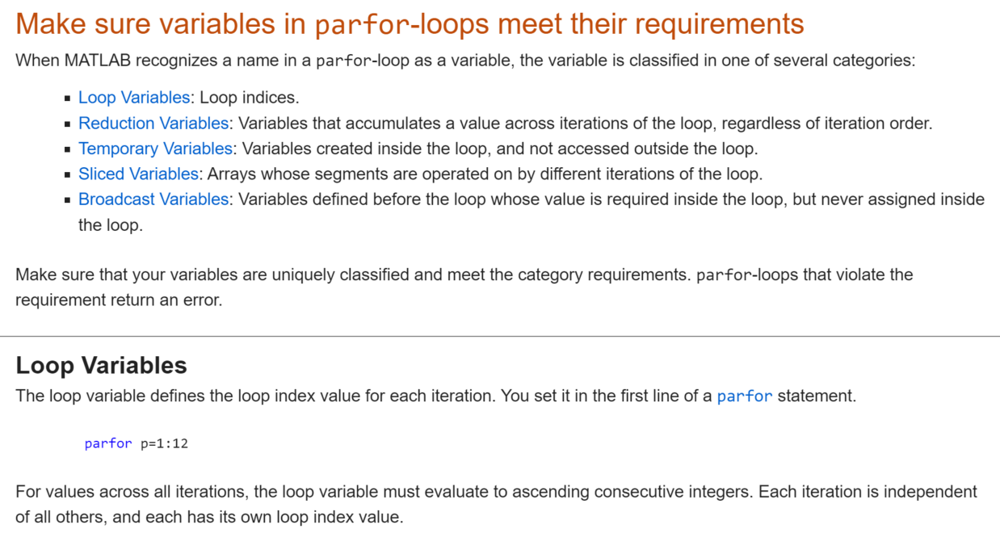 Make sure variables in parfor-loops meet their requirements
When MATLAB recognizes a name in a parfor-loop as a variable, the variable is classified in one of several categories:
▪ Loop Variables: Loop indices.
▪ Reduction Variables: Variables that accumulates a value across iterations of the loop, regardless of iteration order.
▪ Temporary Variables: Variables created inside the loop, and not accessed outside the loop.
▪ Sliced Variables: Arrays whose segments are operated on by different iterations of the loop.
▪ Broadcast Variables: Variables defined before the loop whose value is required inside the loop, but never assigned inside
the loop.
Make sure that your variables are uniquely classified and meet the category requirements. parfor-loops that violate the
requirement return an error.
Loop Variables
The loop variable defines the loop index value for each iteration. You set it in the first line of a parfor statement.
parfor p=1:12
For values across all iterations, the loop variable must evaluate to ascending consecutive integers. Each iteration is independent
of all others, and each has its own loop index value.